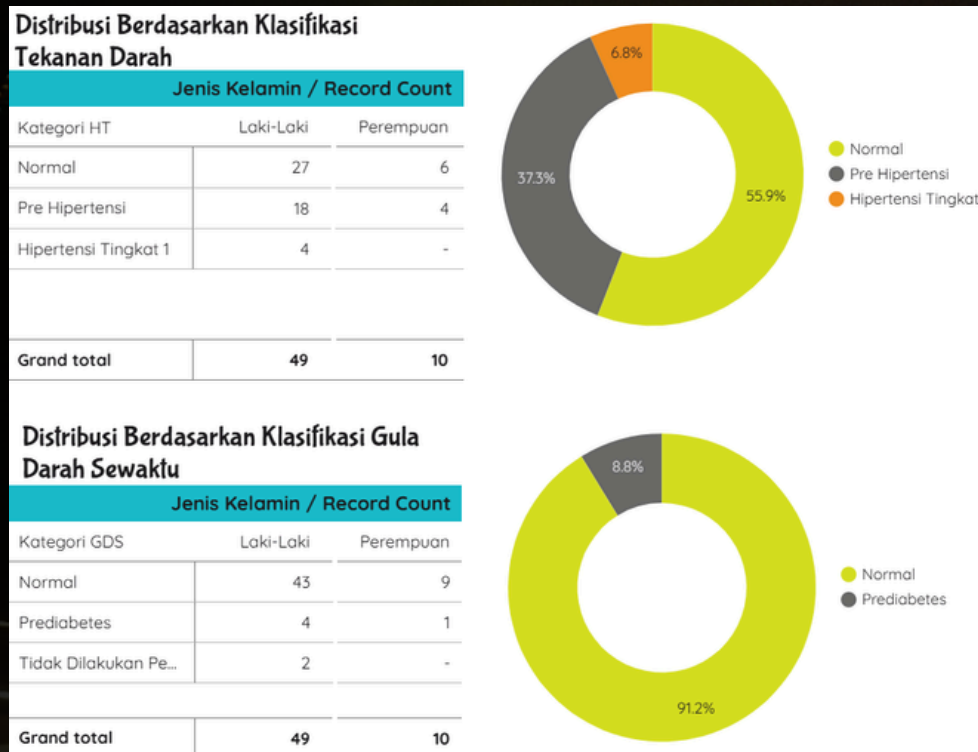 Distribusi Berdasarkan Klasifikasi
Tekanan Darah
Jenis Kelamin / Record Count
Kategori HT Laki-Laki Perempuan
Normal 27 6
Pre Hipertensi 18 4
Hipertensi Tingkat 1 4 -
Grand total 49 10
6.8%
37.3%
55.9%
Normal
Pre Hipertensi
Hipertensi Tingkat
Distribusi Berdasarkan Klasifikasi Gula
Darah Sewaktu
Jenis Kelamin / Record Count
Kategori GDS Laki-Laki Perempuan
Normal 43 9
Prediabetes 4 1
Tidak Dilakukan Pe... 2 -
Grand total 49 10
8.8%
91.2%
Normal
Prediabetes